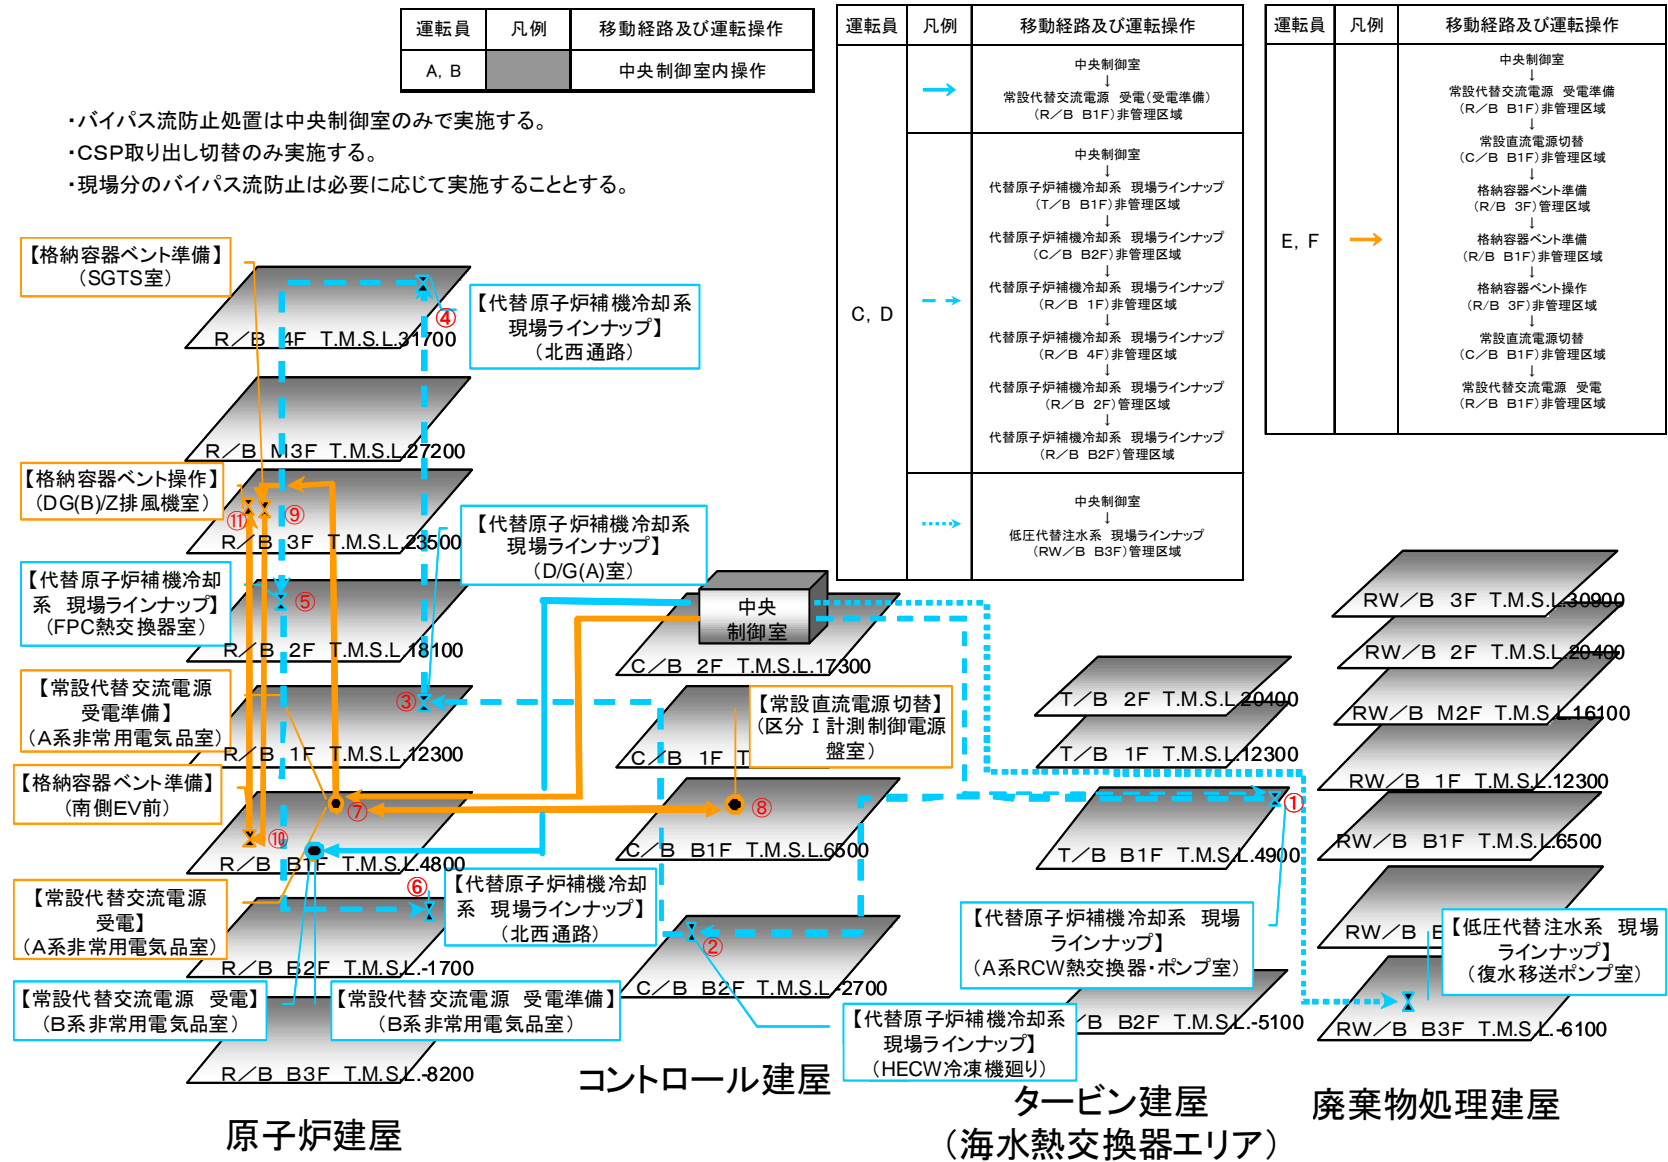 運転員 凡例 移動経路及び運転操作
A, B 中央制御室内操作
・バイパス流防止処置は中央制御室のみで実施する。
・CSP取り出し切替のみ実施する。
・現場分のバイパス流防止は必要に応じて実施することとする。
運転員 凡例 移動経路及び運転操作
C, D
中央制御室
↓
常設代替交流電源 受電(受電準備)
(R/B B1F)非管理区域
中央制御室
↓
代替原子炉補機冷却系 現場ラインナップ
(T/B B1F)非管理区域
↓
代替原子炉補機冷却系 現場ラインナップ
(C/B B2F)非管理区域
↓
代替原子炉補機冷却系 現場ラインナップ
(R/B 1F)非管理区域
↓
代替原子炉補機冷却系 現場ラインナップ
(R/B 4F)非管理区域
↓
代替原子炉補機冷却系 現場ラインナップ
(R/B 2F)管理区域
↓
代替原子炉補機冷却系 現場ラインナップ
(R/B B2F)管理区域
中央制御室
↓
低圧代替注水系 現場ラインナップ
(RW/B B3F)管理区域
運転員 凡例 移動経路及び運転操作
E, F
中央制御室
↓
常設代替交流電源 受電準備
(R/B B1F)非管理区域
↓
常設直流電源切替
(C/B B1F)非管理区域
↓
格納容器ベント準備
(R/B 3F)管理区域
↓
格納容器ベント準備
(R/B B1F)管理区域
↓
格納容器ベント操作
(R/B 3F)非管理区域
↓
常設直流電源切替
(C/B B1F)非管理区域
↓
常設代替交流電源 受電
(R/B B1F)非管理区域
【格納容器ベント準備】
(SGTS室)
④
【代替原子炉補機冷却系
現場ラインナップ】
(北西通路)
R/B 4F T.M.S.L.31700
R/B M3F T.M.S.L.27200
【格納容器ベント操作】
(DG(B)/Z排風機室)
⑪
⑨
R/B 3F T.M.S.L.23500
【代替原子炉補機冷却系
現場ラインナップ】
(D/G(A)室)
【代替原子炉補機冷却
系 現場ラインナップ】
(FPC熱交換器室)
⑤
R/B 2F T.M.S.L.18100
【常設代替交流電源
受電準備】
(A系非常用電気品室)
③
R/B 1F T.M.S.L.12300
【格納容器ベント準備】
(南側EV前)
⑦
⑩
R/B B1F T.M.S.L.4800
【常設代替交流電源
受電】
(A系非常用電気品室)
⑥
【代替原子炉補機冷却
系 現場ラインナップ】
(北西通路)
R/B B2F T.M.S.L.-1700
【常設代替交流電源 受電】
(B系非常用電気品室)
【常設代替交流電源 受電準備】
(B系非常用電気品室)
R/B B3F T.M.S.L.-8200
原子炉建屋
中央
制御室
C/B 2F T.M.S.L.17300
【常設直流電源切替】
(区分Ⅰ計測制御電源
盤室)
C/B 1F T
⑧
C/B B1F T.M.S.L.6500
②
C/B B2F T.M.S.L.-2700
【代替原子炉補機冷却系
現場ラインナップ】
(HECW冷凍機廻り)
コントロール建屋
T/B 2F T.M.S.L.20400
T/B 1F T.M.S.L.12300
①
T/B B1F T.M.S.L.4900
【代替原子炉補機冷却系 現場
ラインナップ】
(A系RCW熱交換器・ポンプ室)
/B B2F T.M.S.L.-5100
タービン建屋
(海水熱交換器エリア)
RW/B 3F T.M.S.L.30900
RW/B 2F T.M.S.L.20400
RW/B M2F T.M.S.L.16100
RW/B 1F T.M.S.L.12300
RW/B B1F T.M.S.L.6500
RW/B
【低圧代替注水系 現場
ラインナップ】
(復水移送ポンプ室)
RW/B B3F T.M.S.L.-6100
廃棄物処理建屋